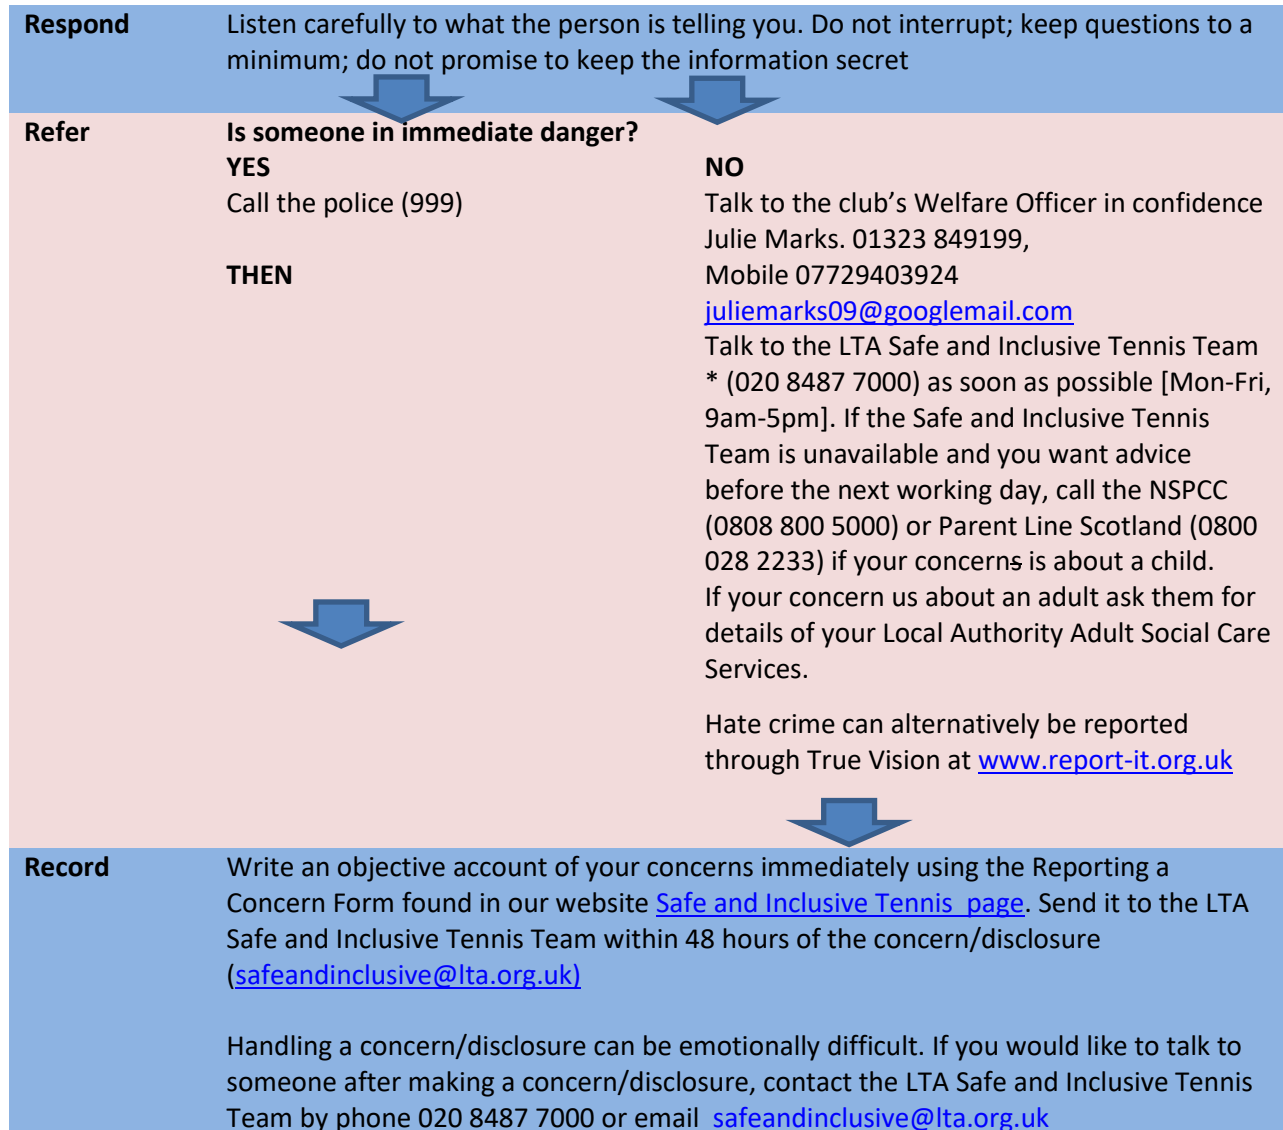 Respond
Listen carefully to what the person is telling you. Do not interrupt; keep questions to a
minimum; do not promise to keep the information secret
Refer
Is someone in immediate danger?
YES
Call the police (999)
THEN
NO
Talk to the club’s Welfare Officer in confidence
Julie Marks. 01323 849199,
Mobile 07729403924
juliemarks09@googlemail.com
Talk to the LTA Safe and Inclusive Tennis Team
* (020 8487 7000) as soon as possible [Mon-Fri,
9am-5pm]. If the Safe and Inclusive Tennis
Team is unavailable and you want advice
before the next working day, call the NSPCC
(0808 800 5000) or Parent Line Scotland (0800
028 2233) if your concerns is about a child.
If your concern us about an adult ask them for
details of your Local Authority Adult Social Care
Services.
Hate crime can alternatively be reported
through True Vision at www.report-it.org.uk
Record
Write an objective account of your concerns immediately using the Reporting a
Concern Form found in our website Safe and Inclusive Tennis  page. Send it to the LTA
Safe and Inclusive Tennis Team within 48 hours of the concern/disclosure
(safeandinclusive@lta.org.uk)
Handling a concern/disclosure can be emotionally difficult. If you would like to talk to
someone after making a concern/disclosure, contact the LTA Safe and Inclusive Tennis
Team by phone 020 8487 7000 or email  safeandinclusive@lta.org.uk